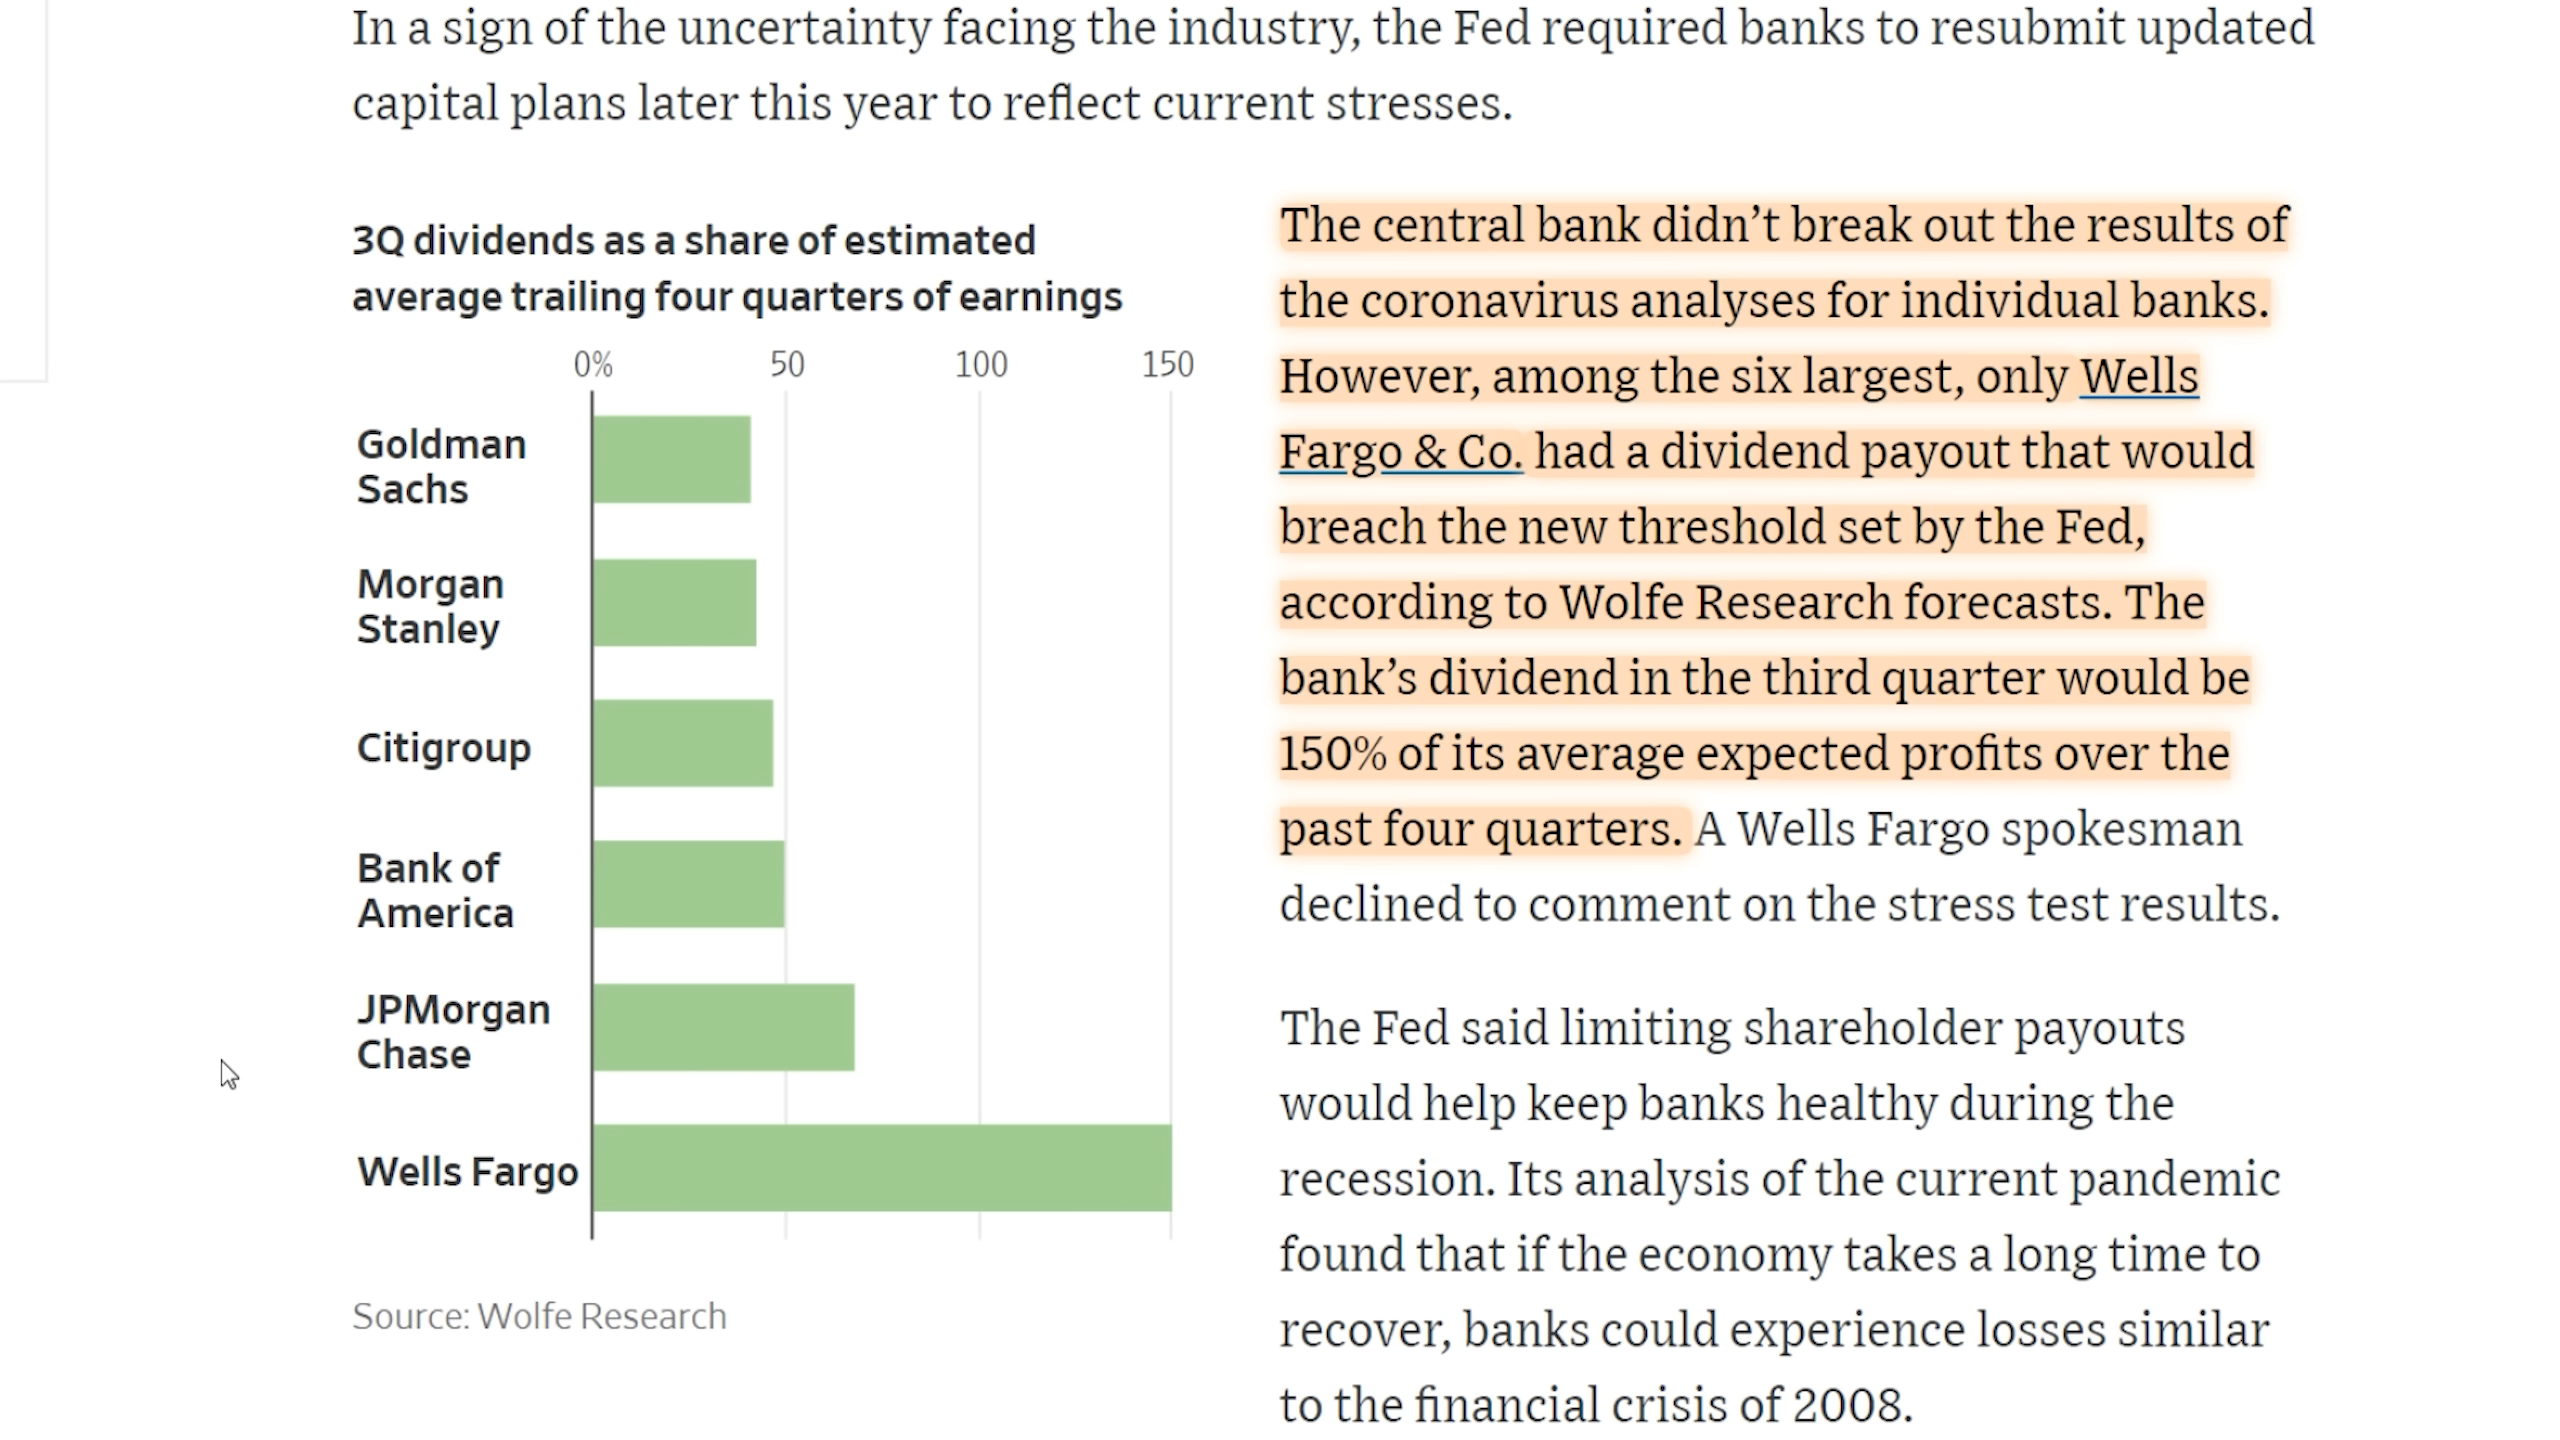 In a sign of the uncertainty facing the industry, the Fed required banks to resubmit updated
capital plans later this year to reflect current stresses.
3Q dividends as a share of estimated
average trailing four quarters of earnings
0% 50 100 150
Goldman
Sachs
Morgan
Stanley
Citigroup
Bank of
America
JPMorgan
Chase
Wells Fargo
Source: Wolfe Research
The central bank didn’t break out the results of
the coronavirus analyses for individual banks.
However, among the six largest, only Wells
Fargo & Co. had a dividend payout that would
breach the new threshold set by the Fed,
according to Wolfe Research forecasts. The
bank’s dividend in the third quarter would be
150% of its average expected profits over the
past four quarters. A Wells Fargo spokesman
declined to comment on the stress test results.
The Fed said limiting shareholder payouts
would help keep banks healthy during the
recession. Its analysis of the current pandemic
found that if the economy takes a long time to
recover, banks could experience losses similar
to the financial crisis of 2008.